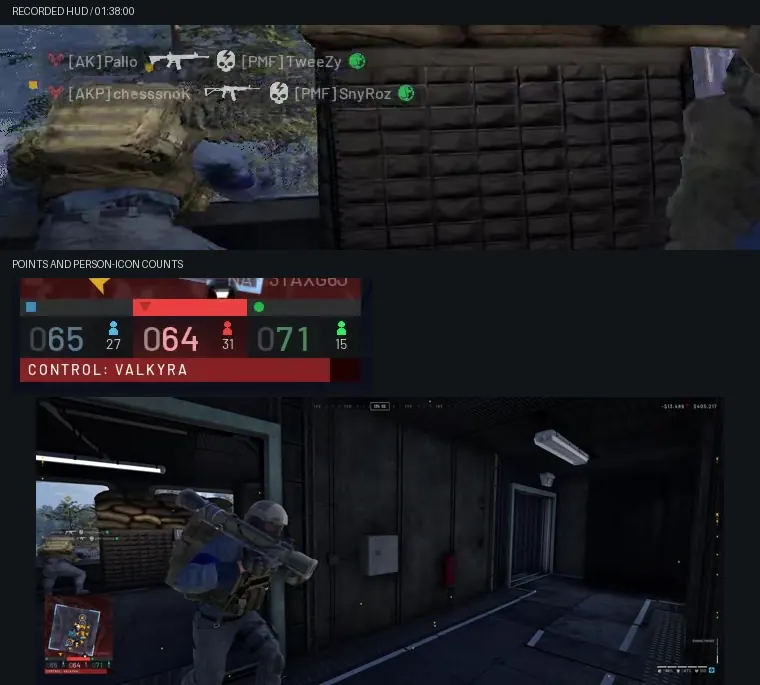 RECORDED HUD / 01:38:00
[AK]Pallo [PMF]TweeZy
[AKP]chesssnoK [PMF]SnyRoz
POINTS AND PERSON-ICON COUNTS
065 27 064 31 071 15
CONTROL: VALKYRA